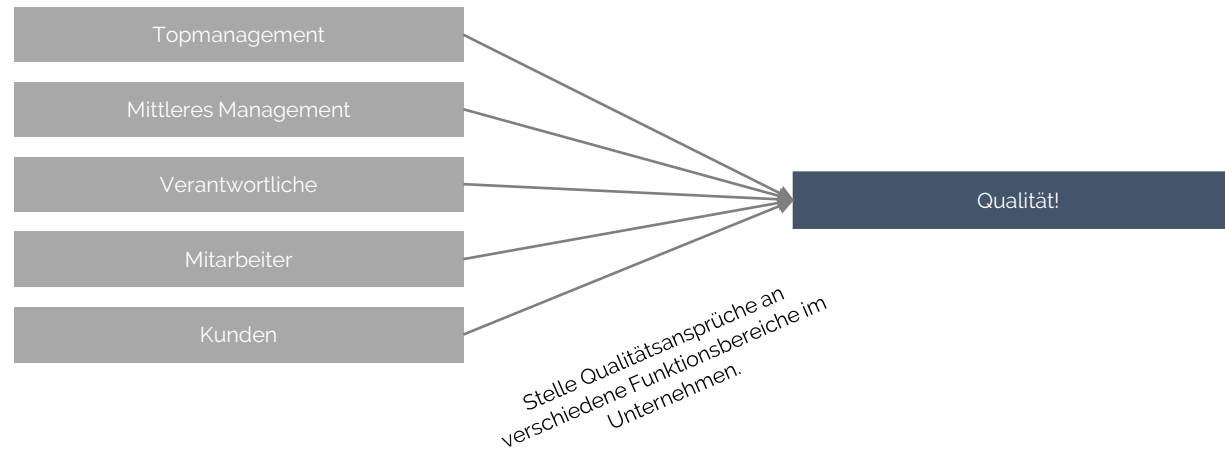 Topmanagement
Mittleres Management
Verantwortliche
Mitarbeiter
Kunden
Qualität!
Stelle Qualitätsansprüche an
verschiedene Funktionsbereiche im
Unternehmen.